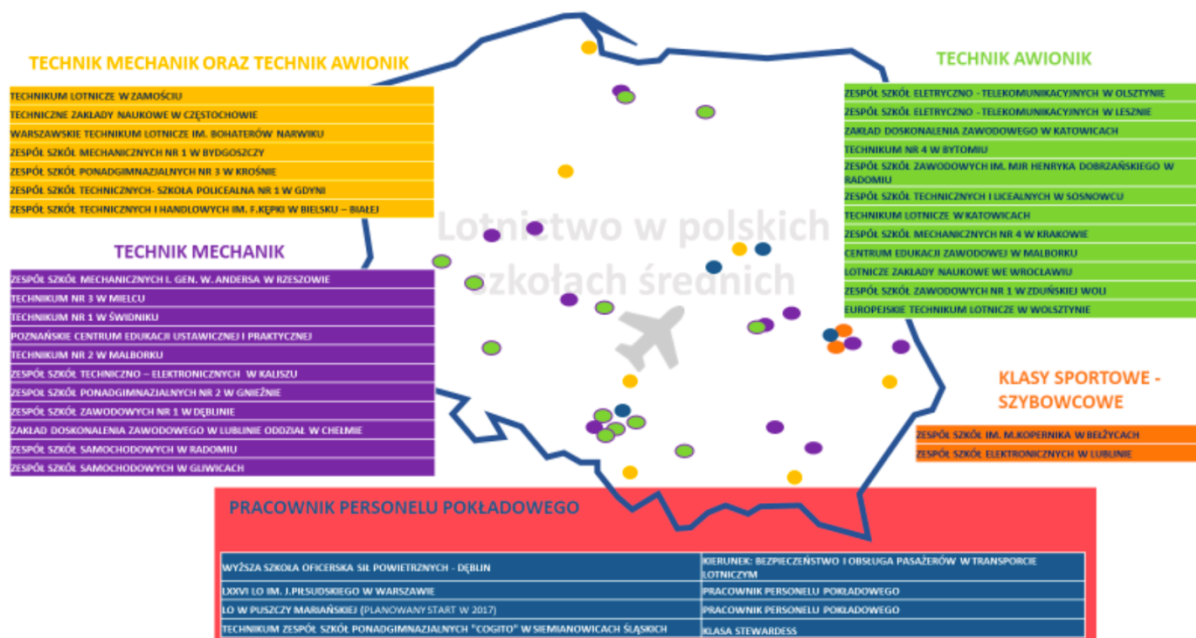 TECHNIK MECHANIK ORAZ TECHNIK AWIONIK
TECHNIKUM LOTNICZE W ZAMOŚCIU
TECHNICZNE ZAKŁADY NAUKOWE W CZĘSTOCHOWIE
WARSZAWSKIE TECHNIKUM LOTNICZE IM. BOHATERÓW NARWIKU
ZESPÓŁ SZKÓŁ MECHANICZNYCH NR 1 W BYDGOSZCZY
ZESPÓŁ SZKÓŁ PONADGIMNAZJALNYCH NR 3 W KROŚNIE
ZESPÓŁ SZKÓŁ TECHNICZNYCH- SZKOŁA POLICEALNA NR 1 W GDYNI
ZESPÓŁ SZKÓŁ TECHNICZNYCH I HANDLOWYCH IM. F.KĘPKI W BIELSKU – BIAŁEJ
TECHNIK MECHANIK
ZESPÓŁ SZKÓŁ MECHANICZNYCH I. GEN. W. ANDERSA W RZESZOWIE
TECHNIKUM NR 3 W MIELCU
TECHNIKUM NR 1 W ŚWIDNIKU
POZNAŃSKIE CENTRUM EDUKACJI USTAWICZNEJ I PRAKTYCZNEJ
TECHNIKUM NR 2 W MALBORKU
ZESPÓŁ SZKÓŁ TECHNICZNO – ELEKTRONICZNYCH W KALISZU
ZESPOŁ SZKÓŁ PONADGIMNAZJALNYCH NR 2 W GNIEŹNIE
ZESPÓŁ SZKÓŁ ZAWODOWYCH NR 1 W DĘBLINIE
ZAKŁAD DOSKONALENIA ZAWODOWEGO W LUBLINIE ODDZIAŁ W CHEŁMIE
ZESPÓŁ SZKÓŁ SAMOCHODOWYCH W RADOMIU
ZESPÓŁ SZKÓŁ SAMOCHODOWYCH W GLIWICACH
Lotnictwo w polskich
szkołach średnich
TECHNIK AWIONIK
ZESPÓŁ SZKÓŁ ELETRYCZNO - TELEKOMUNIKACYJNYCH W OLSZTYNIE
ZESPÓŁ SZKÓŁ ELETRYCZNO - TELEKOMUNIKACYJNYCH W LESZNIE
ZAKŁAD DOSKONALENIA ZAWODOWEGO W KATOWICACH
TECHNIKUM NR 4 W BYTOMIU
ZESPÓŁ SZKÓŁ ZAWODOWYCH IM. MJR HENRYKA DOBRZAŃSKIEGO W
RADOMIU
ZESPÓŁ SZKÓŁ TECHNICZNYCH I LICEALNYCH W SOSNOWCU
TECHNIKUM LOTNICZE W KATOWICACH
ZESPÓŁ SZKÓŁ MECHANICZNYCH NR 4 W KRAKOWIE
CENTRUM EDUKACJI ZAWODOWEJ W MALBORKU
LOTNICZE ZAKŁADY NAUKOWE WE WROCŁAWIU
ZESPÓŁ SZKÓŁ ZAWODOWYCH NR 1 W ZDUŃSKIEJ WOLI
EUROPEJSKIE TECHNIKUM LOTNICZE W WOLSZTYNIE
KLASY SPORTOWE -
SZYBOWCOWE
ZESPÓŁ SZKÓŁ IM. M.KOPERNIKA W BEŁŻYCACH
ZESPÓŁ SZKÓŁ ELEKTRONICZNYCH W LUBLINIE
PRACOWNIK PERSONELU POKŁADOWEGO
WYŻSZA SZKOŁA OFICERSKA SIŁ POWIETRZNYCH - DĘBLIN
KIERUNEK: BEZPIECZEŃSTWO I OBSŁUGA PASAŻERÓW W TRANSPORCIE
LOTNICZYM
LXXVI LO IM. J.PIŁSUDSKIEGO W WARSZAWIE
PRACOWNIK PERSONELU POKŁADOWEGO
LO W PUSZCZY MARIAŃSKIEJ (PLANOWANY START W 2017)
PRACOWNIK PERSONELU POKŁADOWEGO
TECHNIKUM ZESPÓŁ SZKÓŁ PONADGIMNAZJALNYCH "COGITO" W SIEMIANOWICACH ŚLĄSKICH
KLASA STEWARDESS